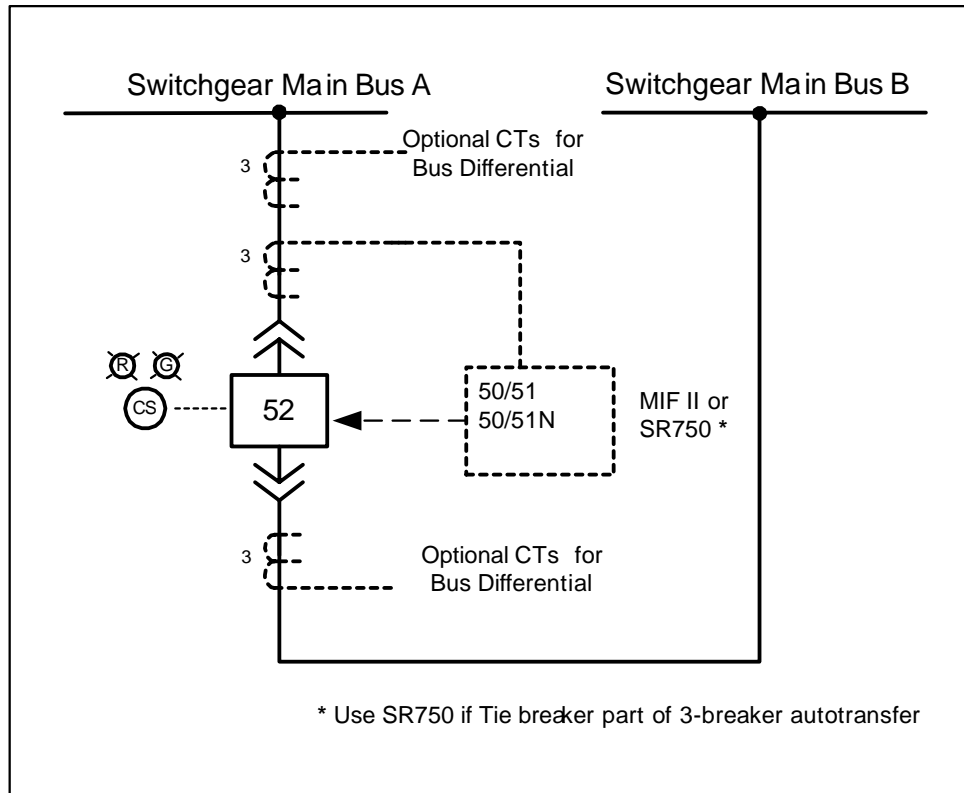 Switchgear Main Bus A
Switchgear Main Bus B
Optional CTs for
Bus Differential
3
3
R
G
CS
52
50/51
50/51N
MIF II or
SR750 *
3
Optional CTs for
Bus Differential
* Use SR750 if Tie breaker part of 3-breaker autotransfer